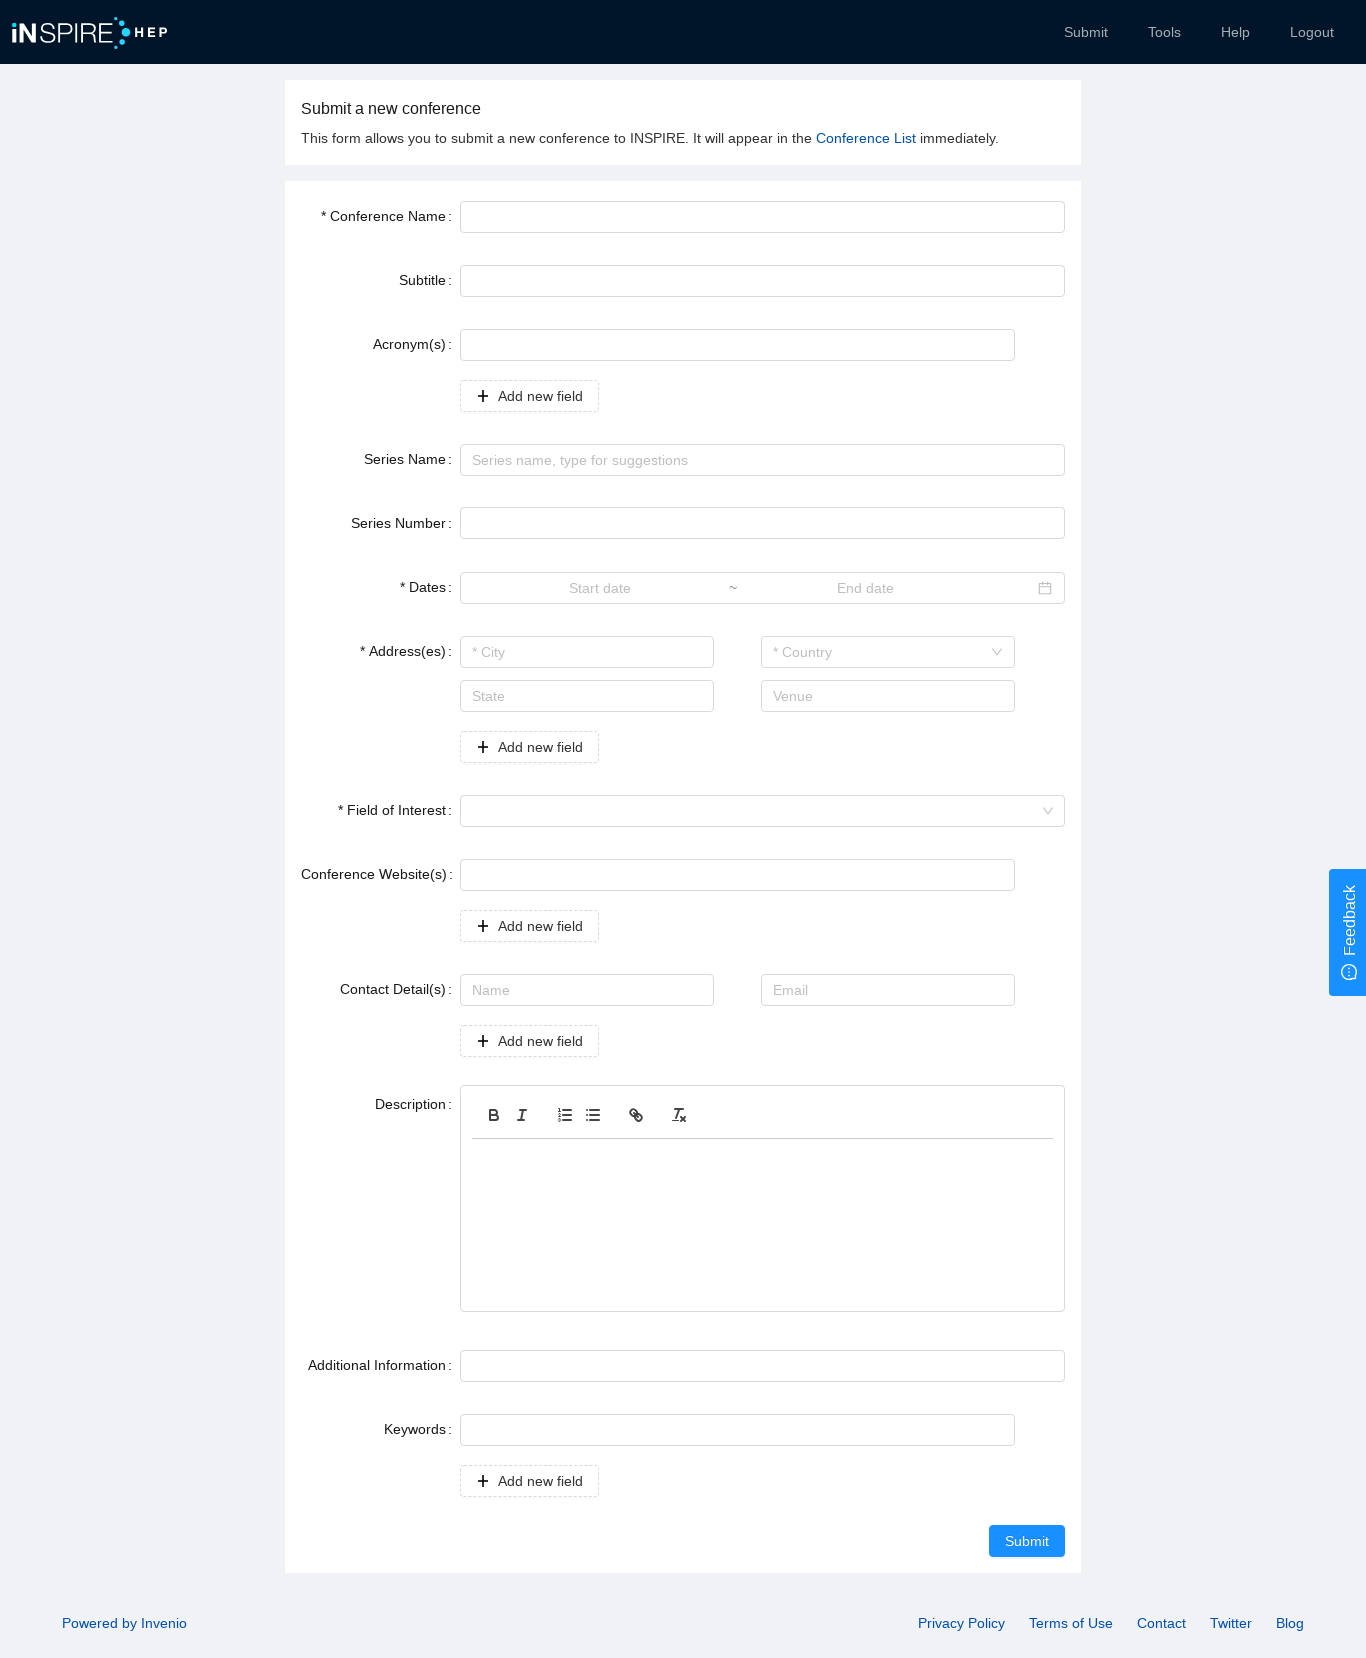 iNSPIRE HEP
Submit Tools Help Logout
Submit a new conference
This form allows you to submit a new conference to INSPIRE. It will appear in the Conference List immediately.
* Conference Name :
Subtitle :
Acronym(s) :
Add new field
Series Name : Series name, type for suggestions
Series Number :
* Dates : Start date ~ End date
* Address(es) : * City * Country
State Venue
Add new field
* Field of Interest :
Conference Website(s) :
Feedback
Add new field
Contact Detail(s) : Name Email
Add new field
Description :
Additional Information :
Keywords :
Add new field
Submit
Powered by Invenio Privacy Policy Terms of Use Contact Twitter Blog